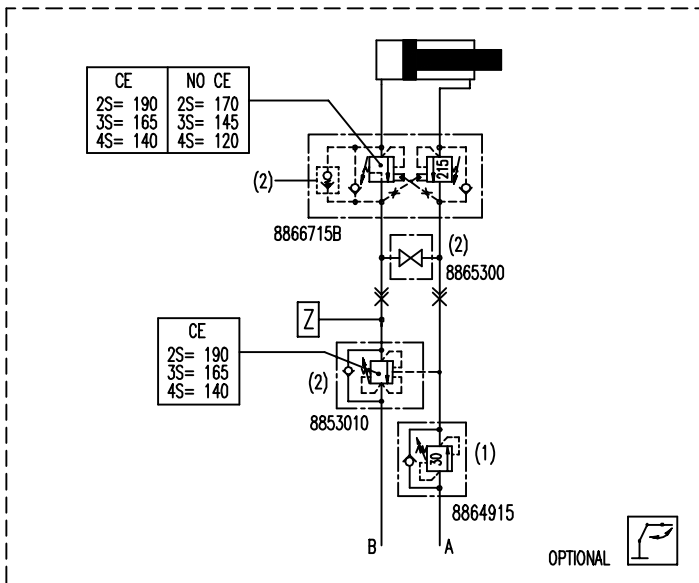 CE
2S= 190
3S= 165
4S= 140
NO CE
2S= 170
3S= 145
4S= 120
215
(2)
8866715B
(2)
8865300
Z
CE
2S= 190
3S= 165
4S= 140
(2)
8853010
30
(1)
8864915
B
A
OPTIONAL